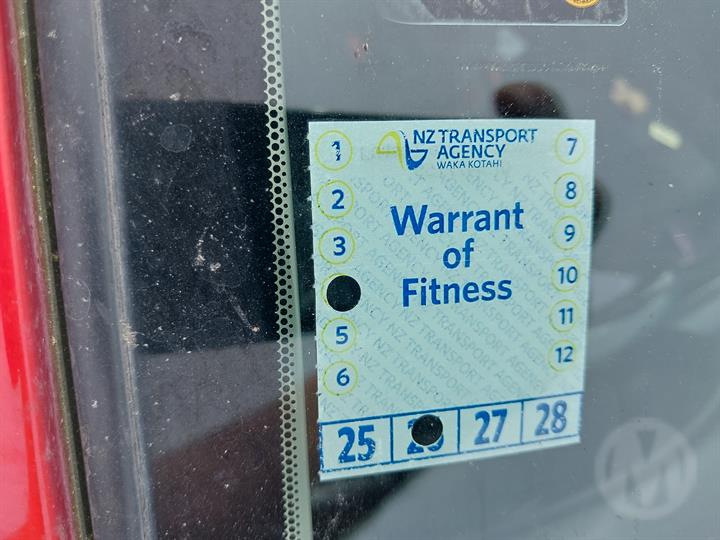 NZ TRANSPORT
AGENCY
WAKA KOTAHI
Warrant
of
Fitness
1
2
3
5
6
7
8
9
10
11
12
25 27 28
M